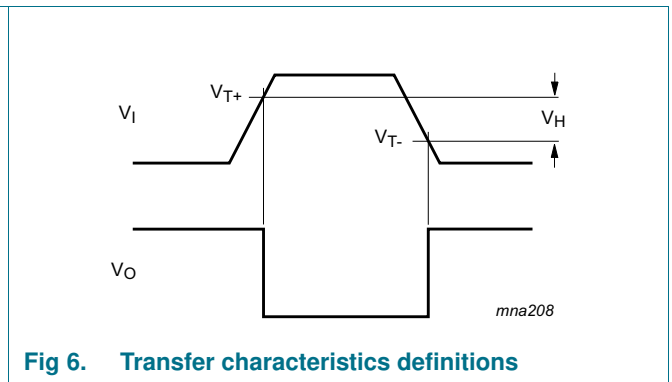 VT+
VI
VH
VT-
VO
mna208
Fig 6. Transfer characteristics definitions